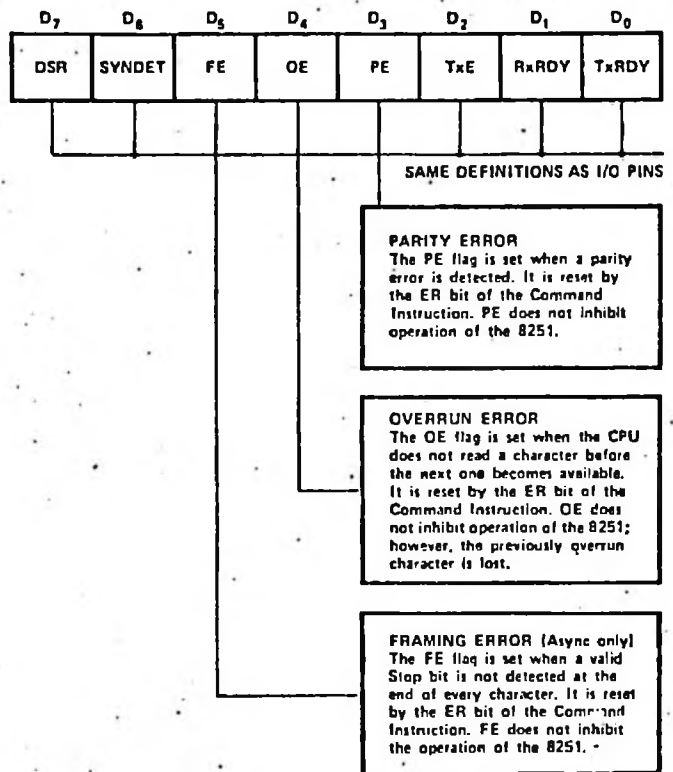 D7 D6 D5 D4 D3 D2 D1 D0
DSR SYNDET FE OE PE TxE RxRDY TxRDY
SAME DEFINITIONS AS I/O PINS
PARITY ERROR
The PE flag is set when a parity
error is detected. It is reset by
the ER bit of the Command
Instruction. PE does not inhibit
operation of the 8251.
OVERRUN ERROR
The OE flag is set when the CPU
does not read a character before
the next one becomes available.
It is reset by the ER bit of the
Command Instruction. OE does
not inhibit operation of the 8251;
however, the previously overrun
character is lost.
FRAMING ERROR (Async only)
The FE flag is set when a valid
Stop bit is not detected at the
end of every character. It is reset
by the ER bit of the Command
Instruction. FE does not inhibit
the operation of the 8251.